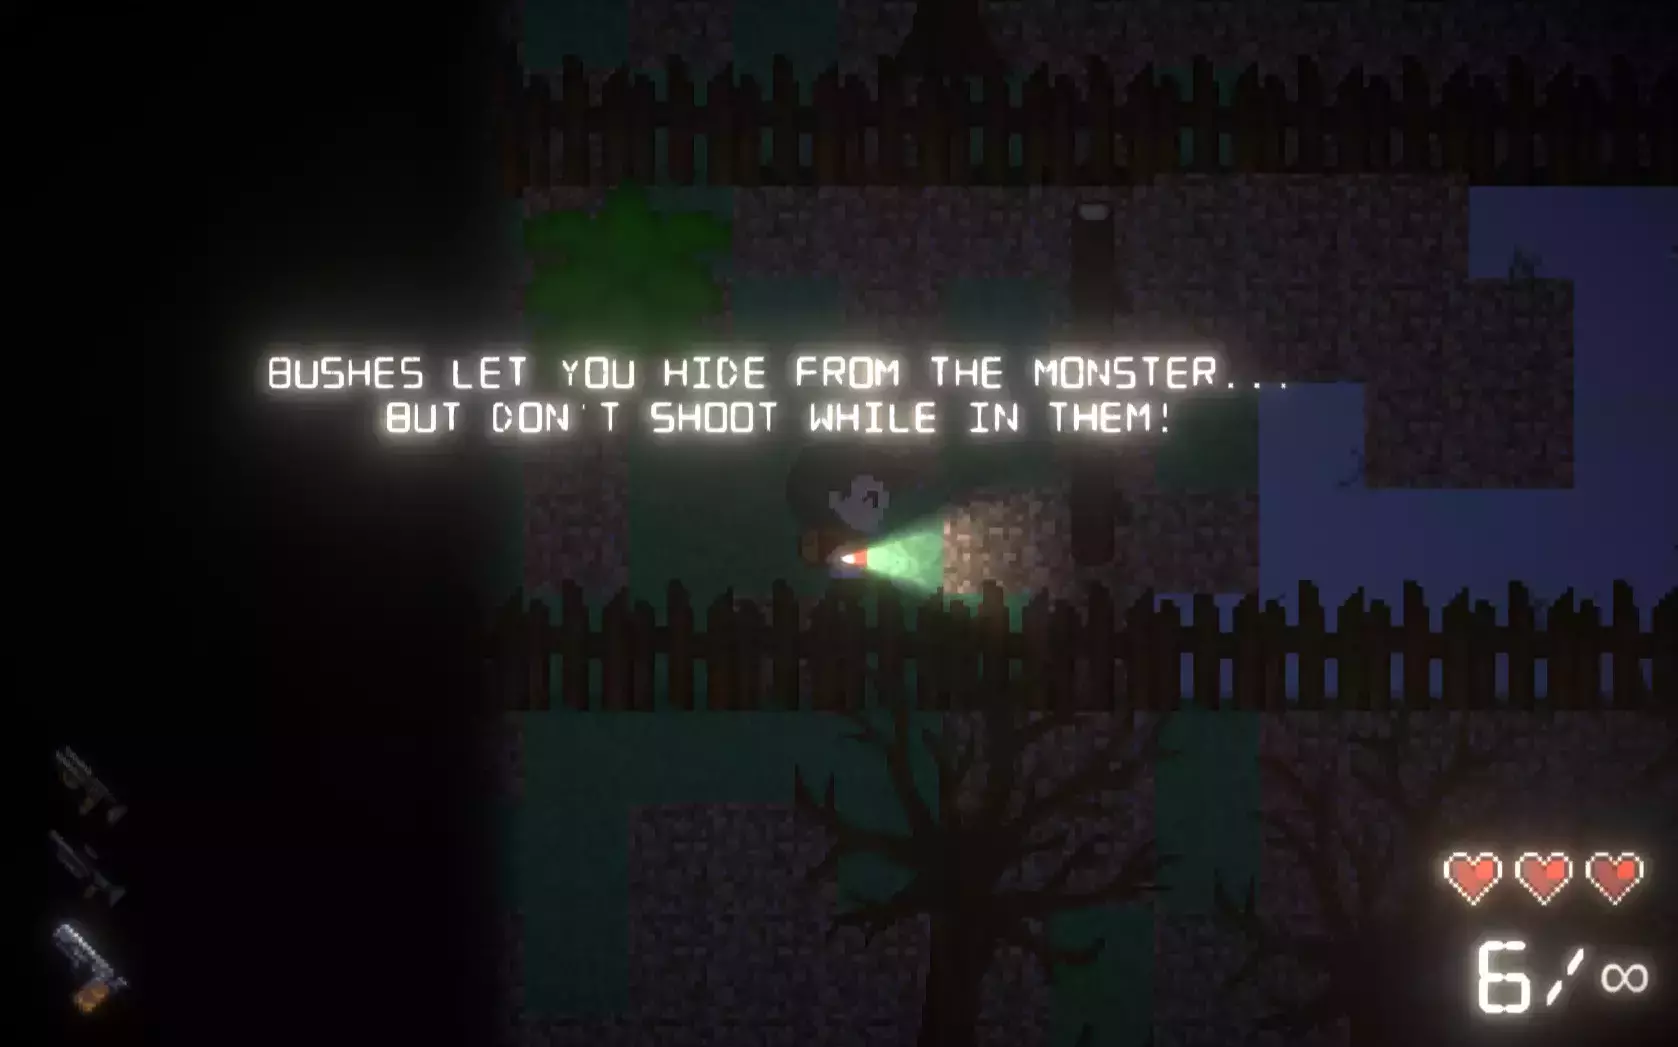 BUSHES LET YOU HIDE FROM THE MONSTER...
BUT DON'T SHOOT WHILE IN THEM!
6/∞